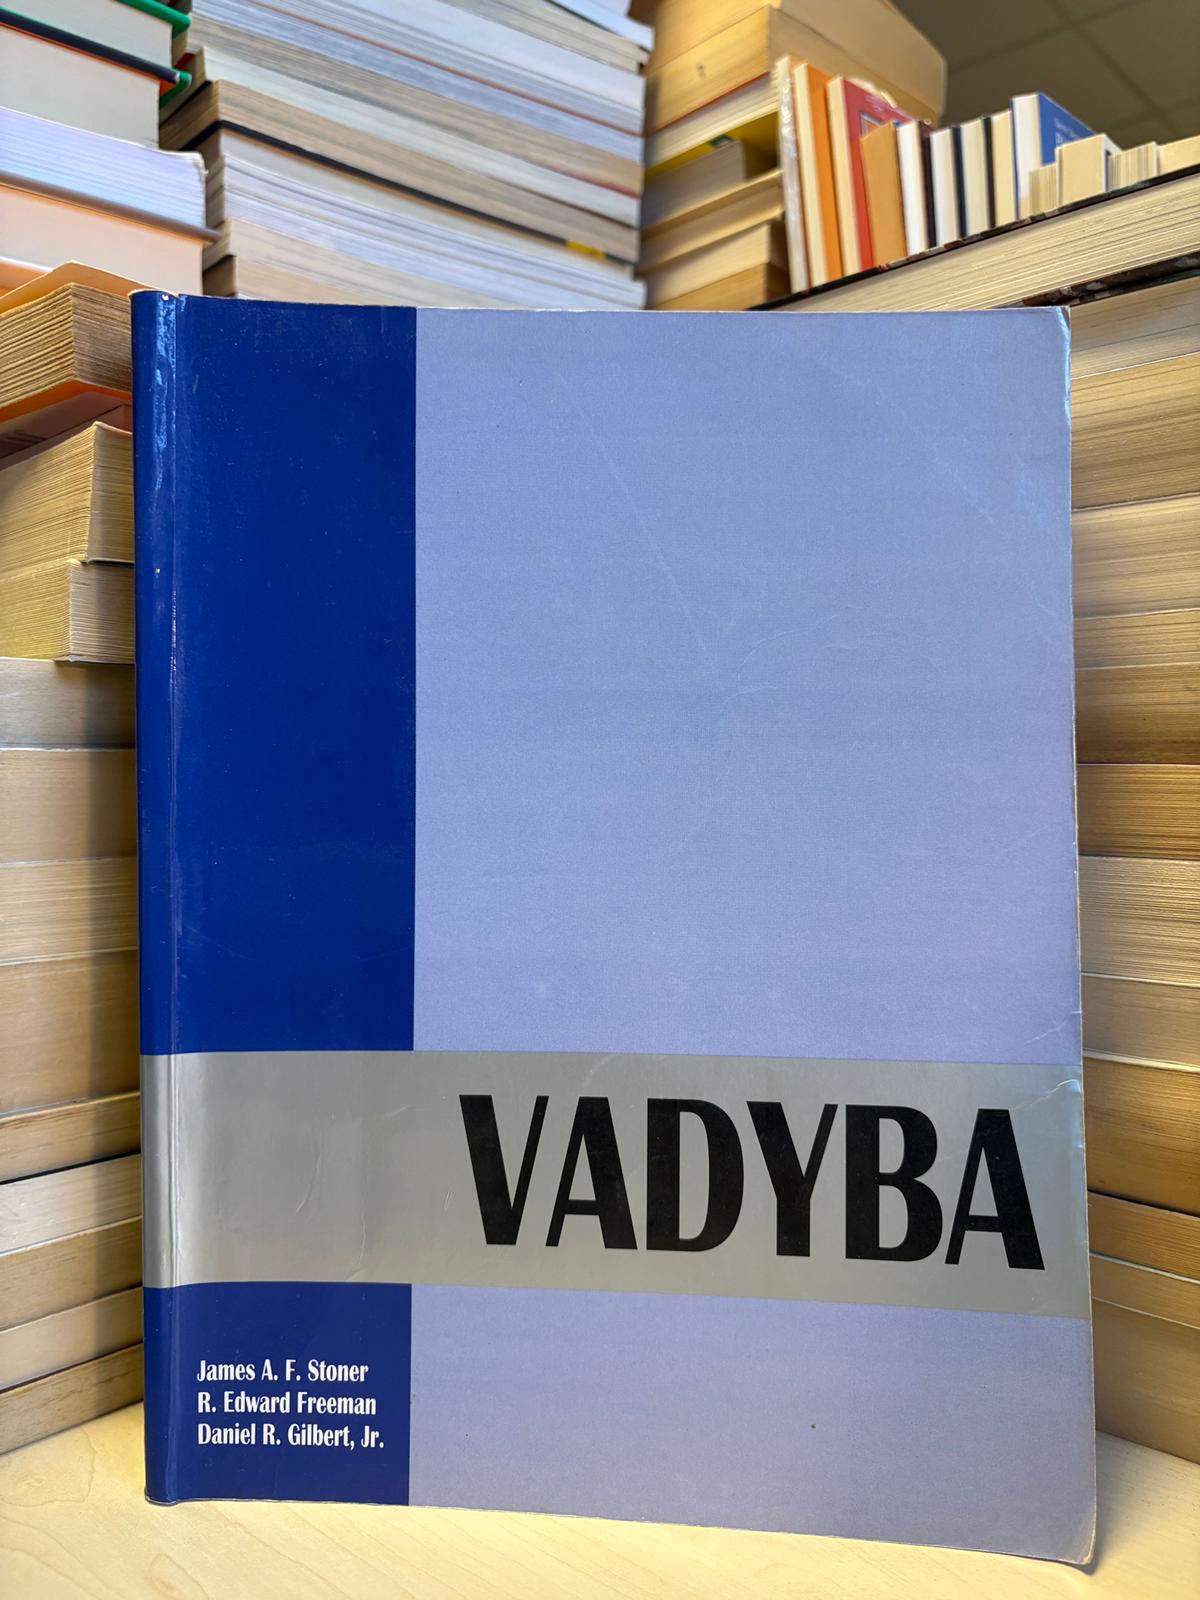 VADYBA
James A. F. Stoner
R. Edward Freeman
Daniel R. Gilbert, Jr.